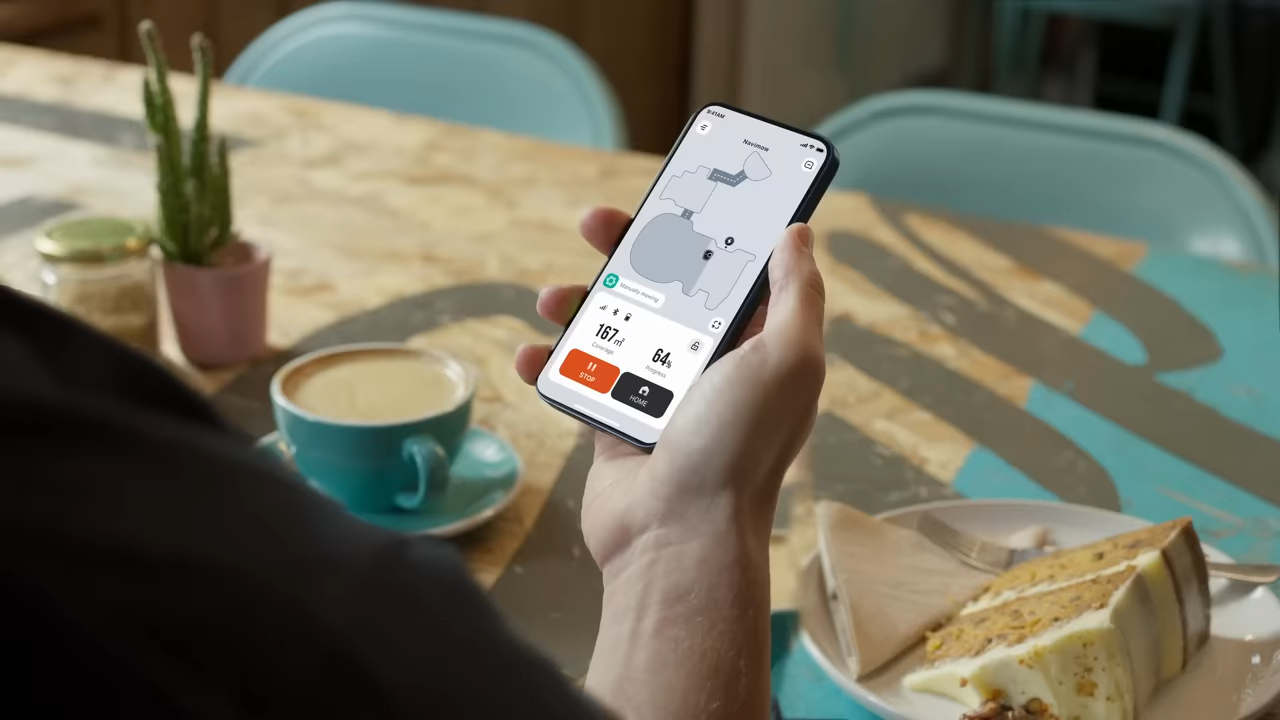 9:41AM
Navimow
Manually mowing
167m²
Coverage
64%
Progress
STOP
HOME